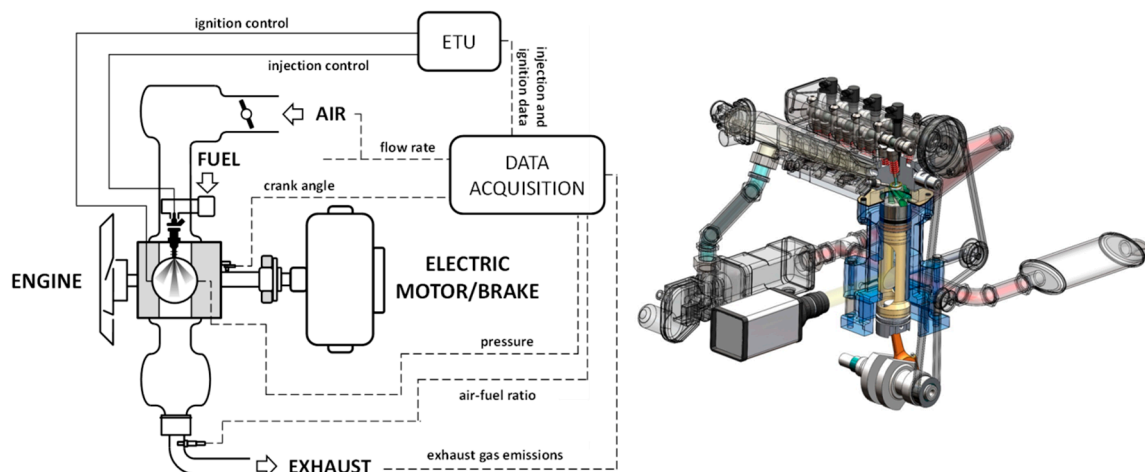 ignition control
ETU
injection control
injection and
ignition data
AIR
FUEL
flow rate
DATA
ACQUISITION
crank angle
ENGINE
ELECTRIC
MOTOR/BRAKE
pressure
air-fuel ratio
EXHAUST
exhaust gas emissions